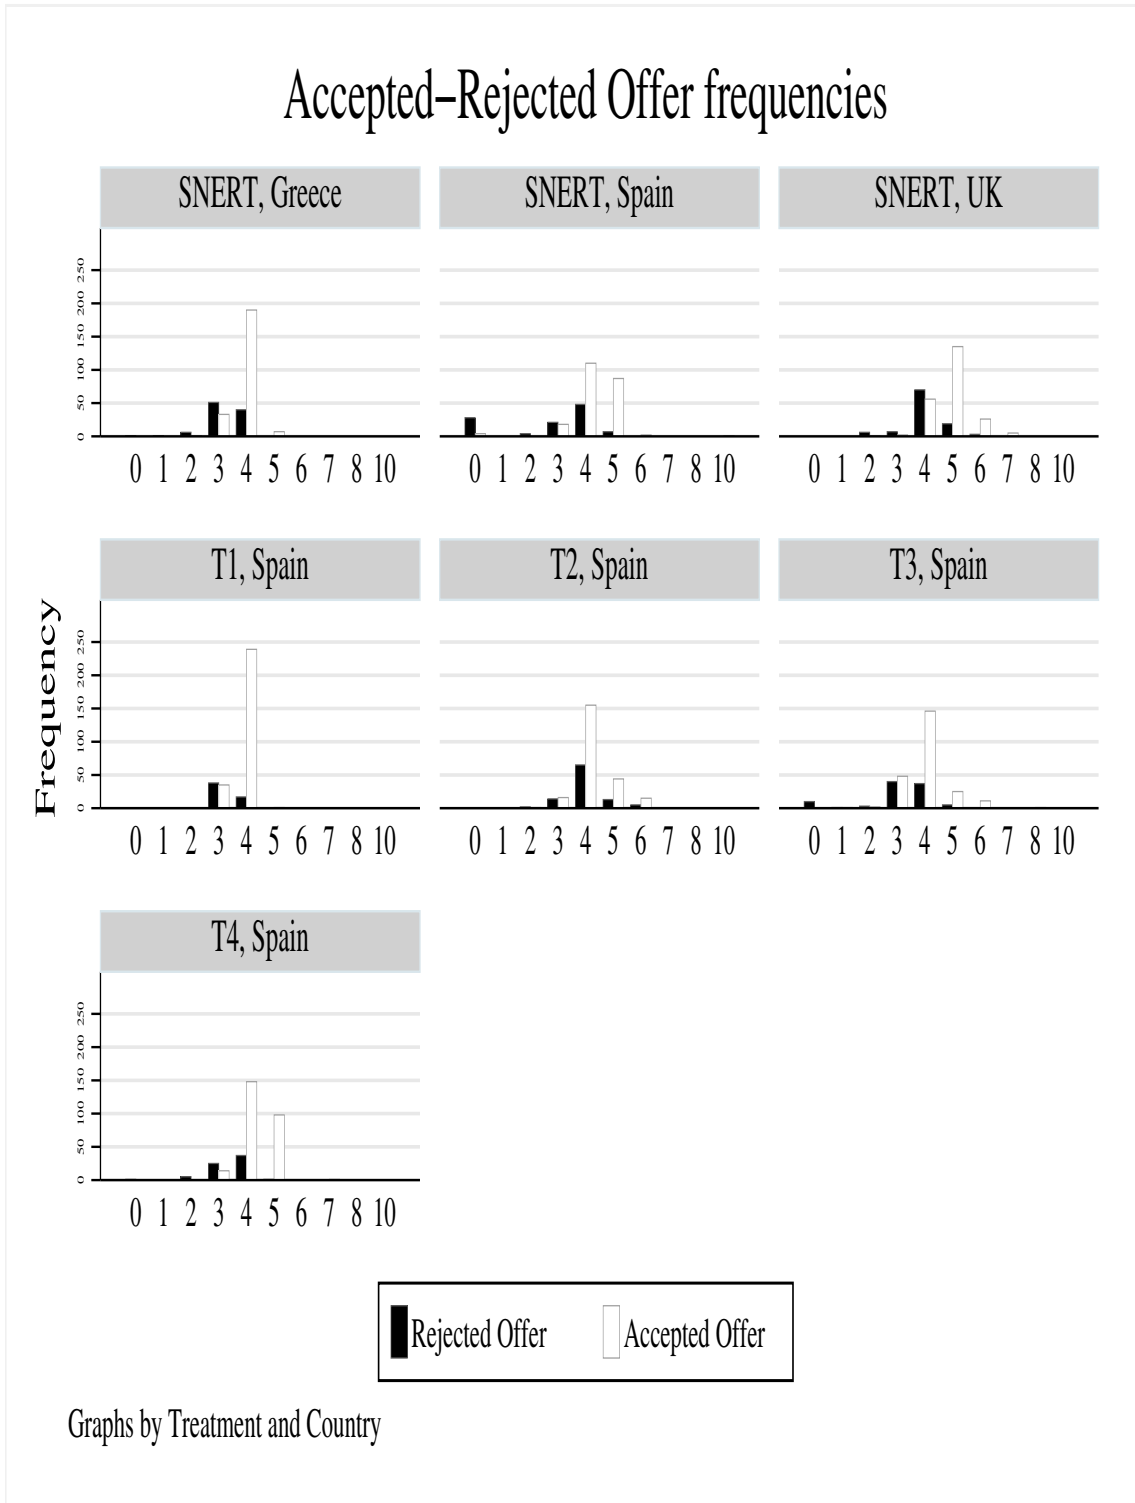 Accepted–Rejected Offer frequencies
SNERT, Greece
SNERT, Spain
SNERT, UK
0 50 100 150 200 250
0 1 2 3 4 5 6 7 8 10
0 1 2 3 4 5 6 7 8 10
0 1 2 3 4 5 6 7 8 10
T1, Spain
T2, Spain
T3, Spain
Frequency
0 50 100 150 200 250
0 1 2 3 4 5 6 7 8 10
0 1 2 3 4 5 6 7 8 10
0 1 2 3 4 5 6 7 8 10
T4, Spain
0 50 100 150 200 250
0 1 2 3 4 5 6 7 8 10
Rejected Offer
Accepted Offer
Graphs by Treatment and Country